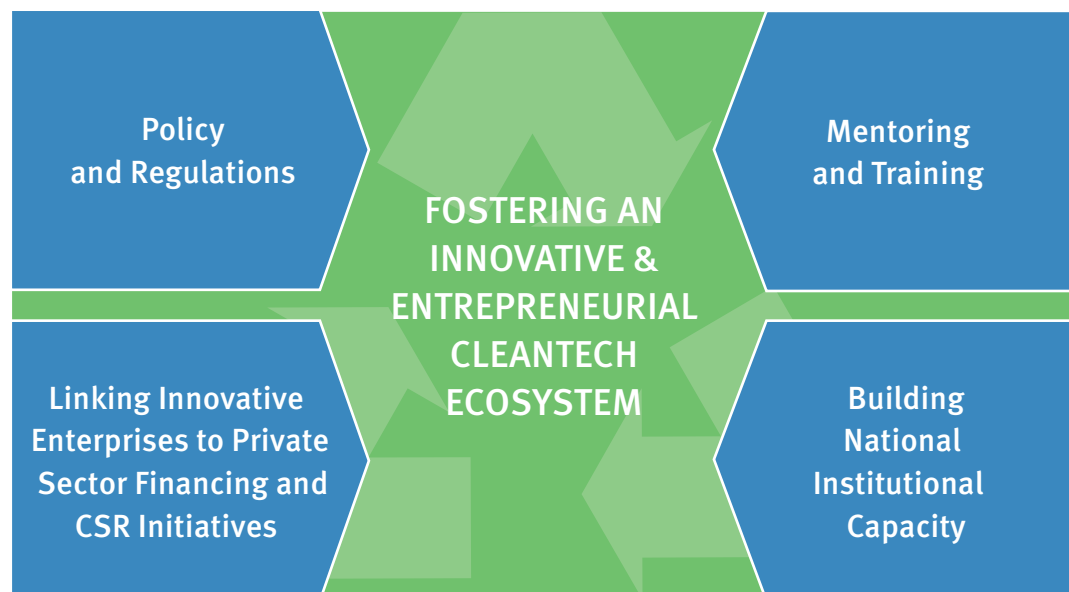 Policy
and Regulations
Mentoring
and Training
FOSTERING AN
INNOVATIVE &
ENTREPRENEURIAL
CLEANTECH
ECOSYSTEM
Linking Innovative
Enterprises to Private
Sector Financing and
CSR Initiatives
Building
National
Institutional
Capacity